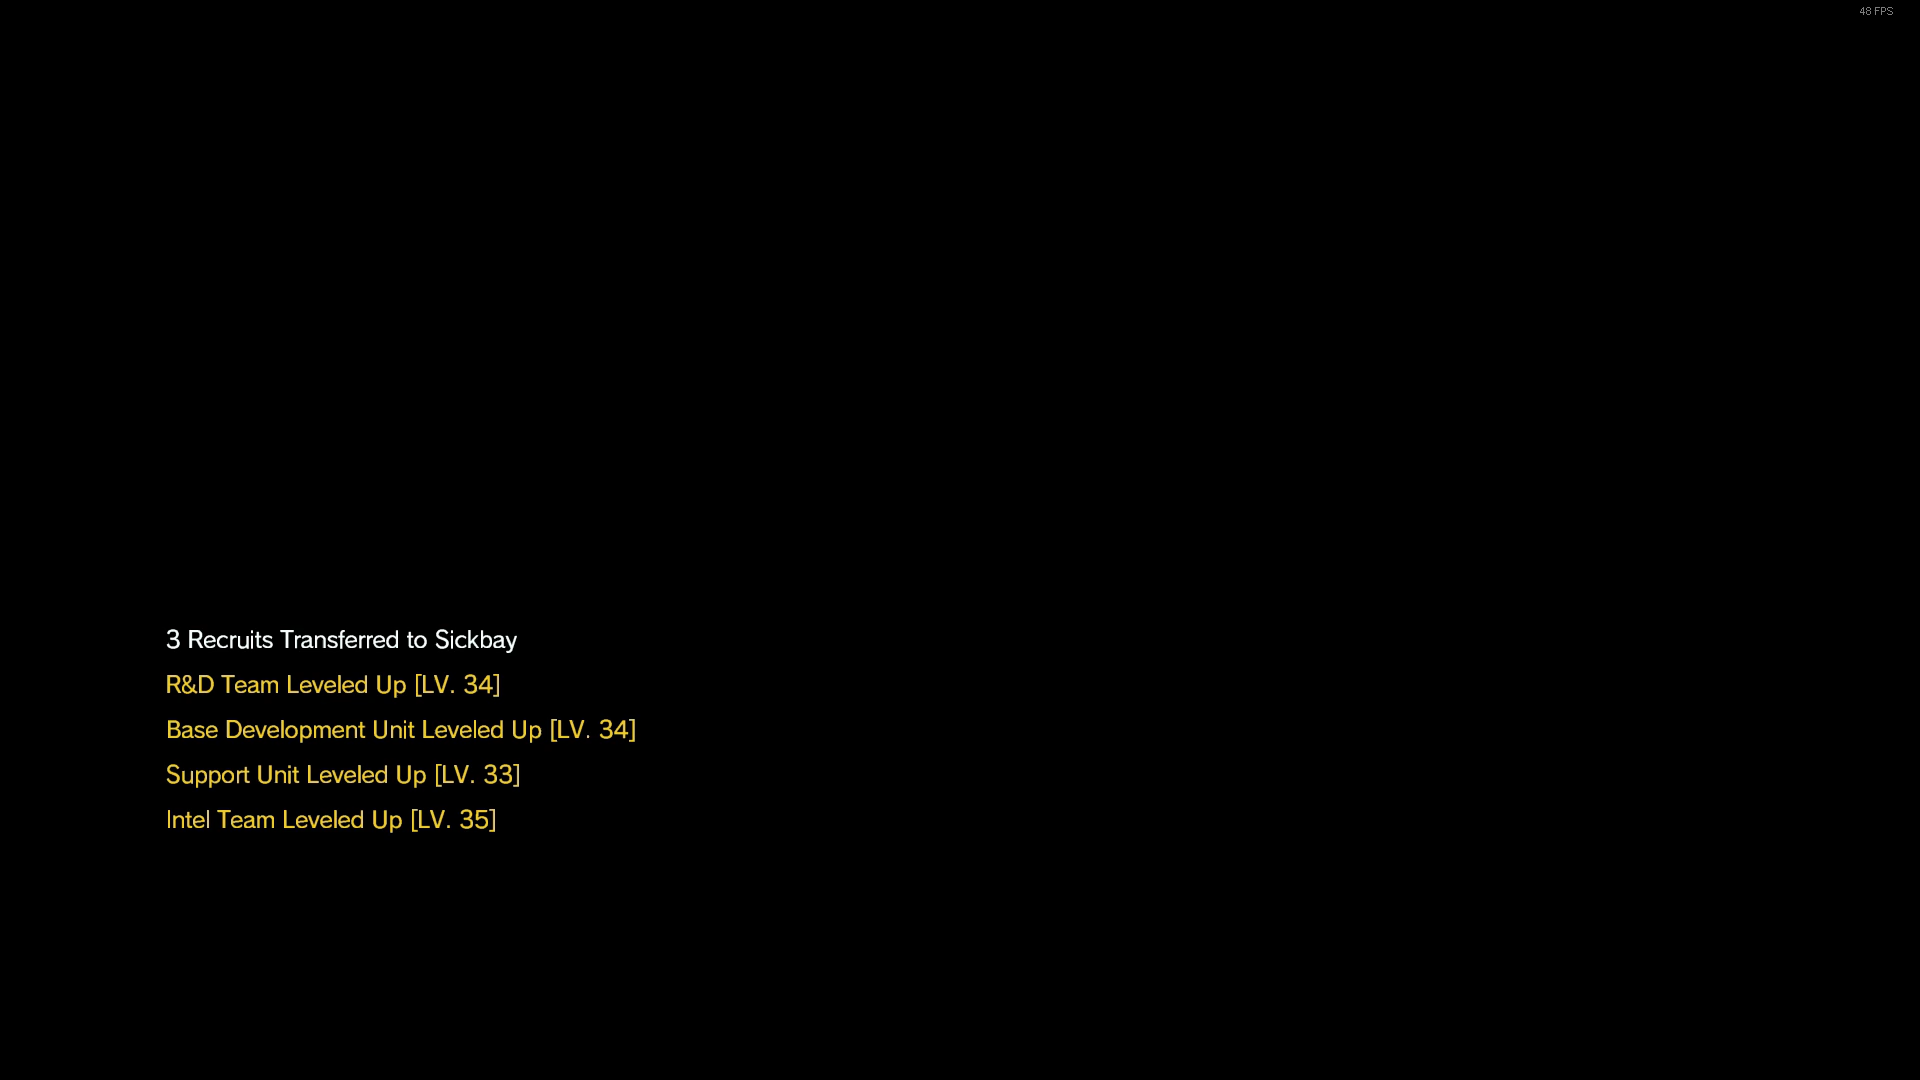 48 FPS
3 Recruits Transferred to Sickbay
R&D Team Leveled Up [LV. 34]
Base Development Unit Leveled Up [LV. 34]
Support Unit Leveled Up [LV. 33]
Intel Team Leveled Up [LV. 35]